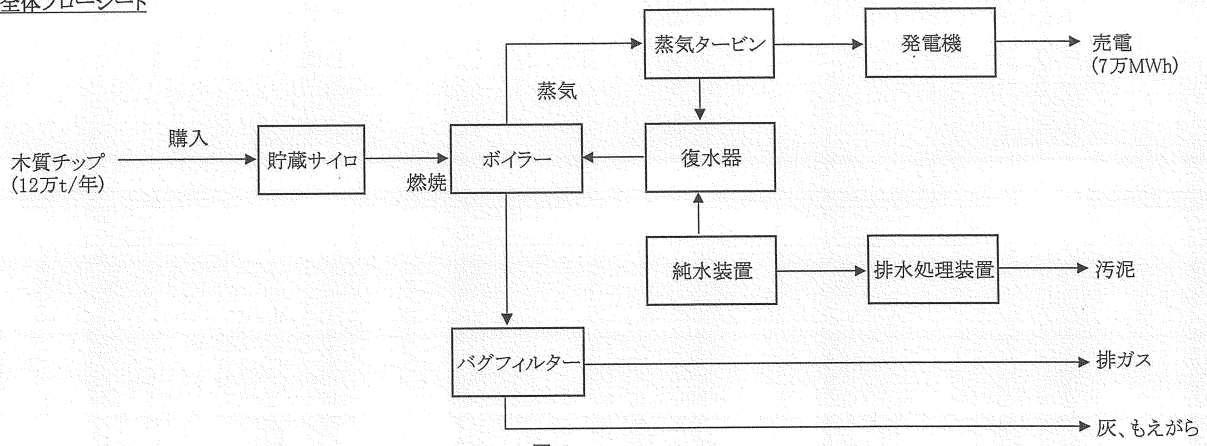 全体フローシート
蒸気タービン
発電機
売電
(7万MWh)
蒸気
購入
木質チップ
(12万t/年)
貯蔵サイロ
燃焼
ボイラー
復水器
純水装置
排水処理装置
汚泥
バグフィルター
排ガス
灰、もえがら